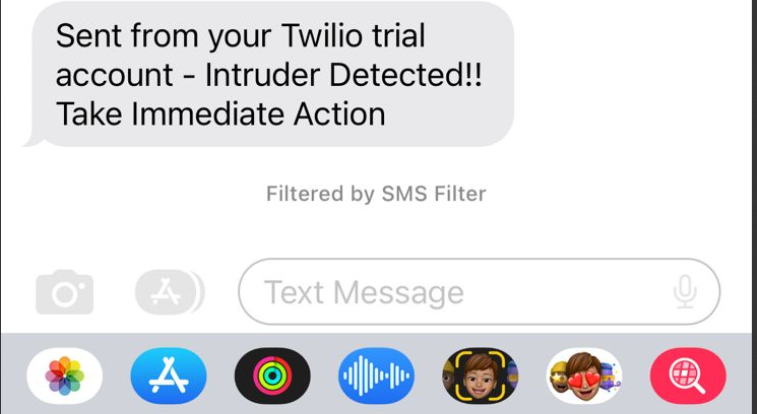 Sent from your Twilio trial
account - Intruder Detected!!
Take Immediate Action
Filtered by SMS Filter
Text Message